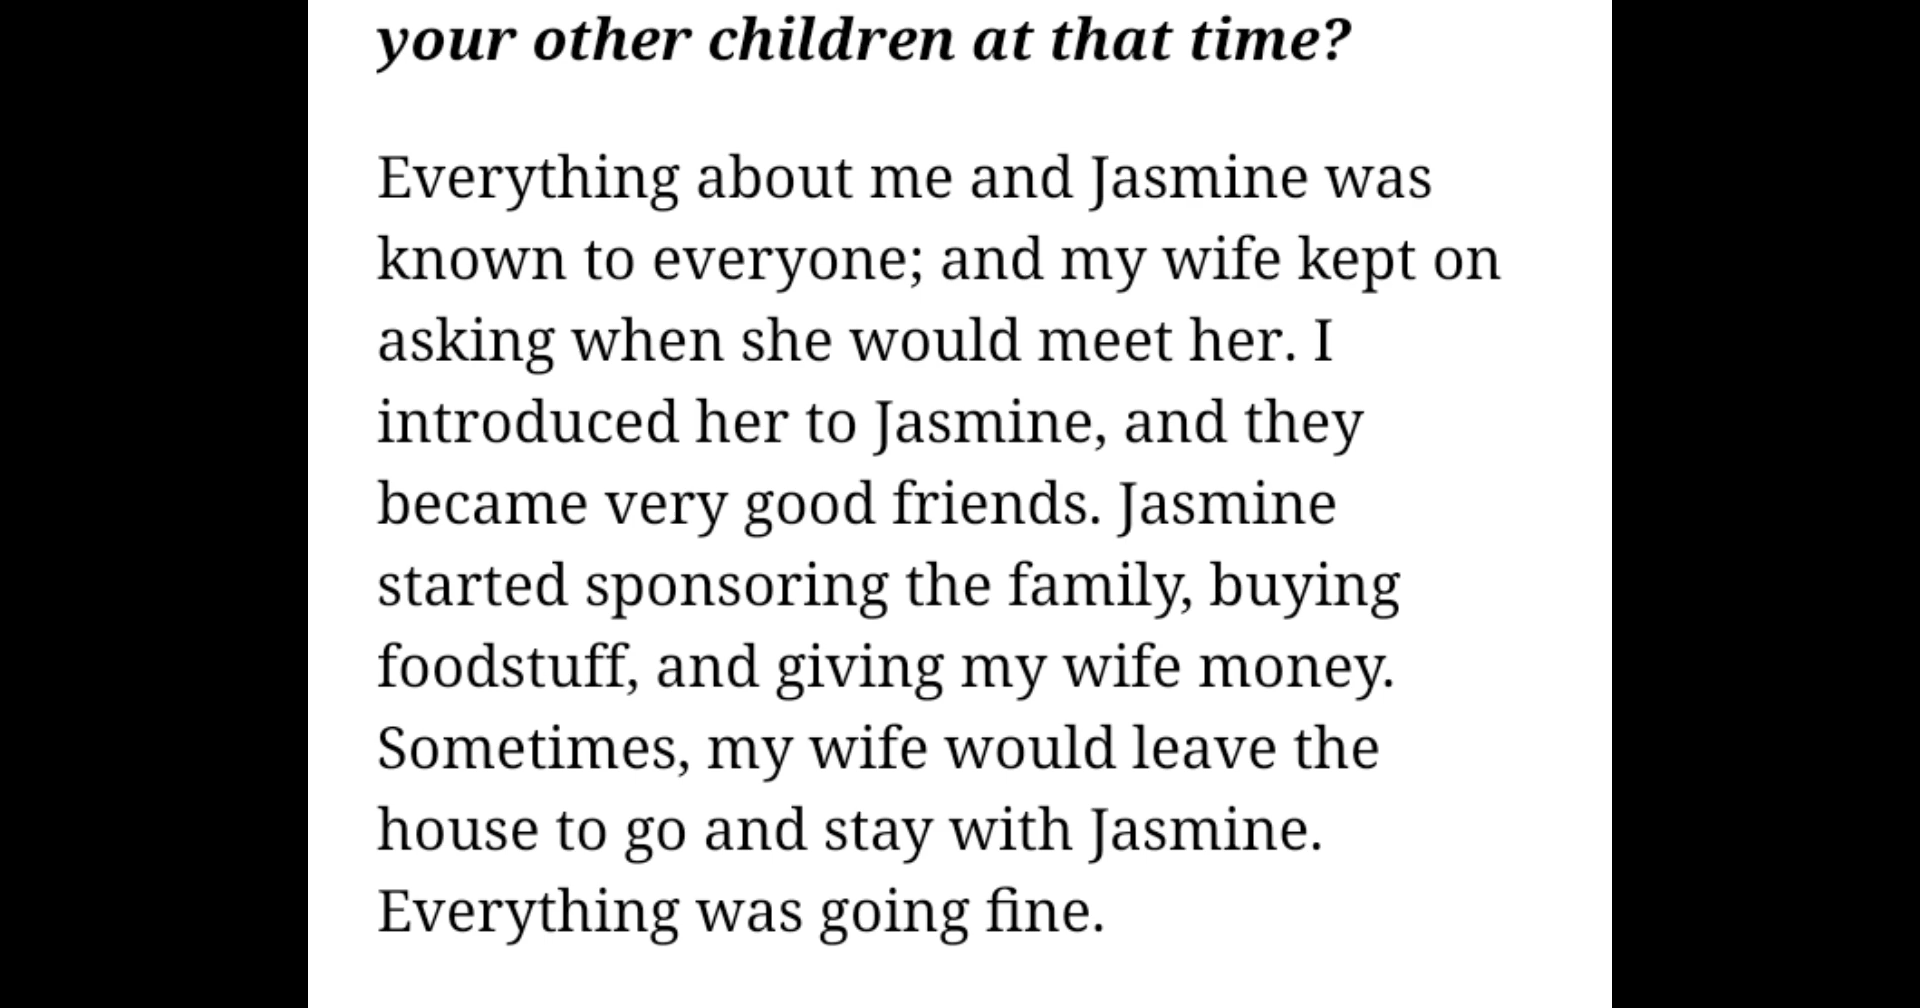 your other children at that time?
Everything about me and Jasmine was
known to everyone; and my wife kept on
asking when she would meet her. I
introduced her to Jasmine, and they
became very good friends. Jasmine
started sponsoring the family, buying
foodstuff, and giving my wife money.
Sometimes, my wife would leave the
house to go and stay with Jasmine.
Everything was going fine.